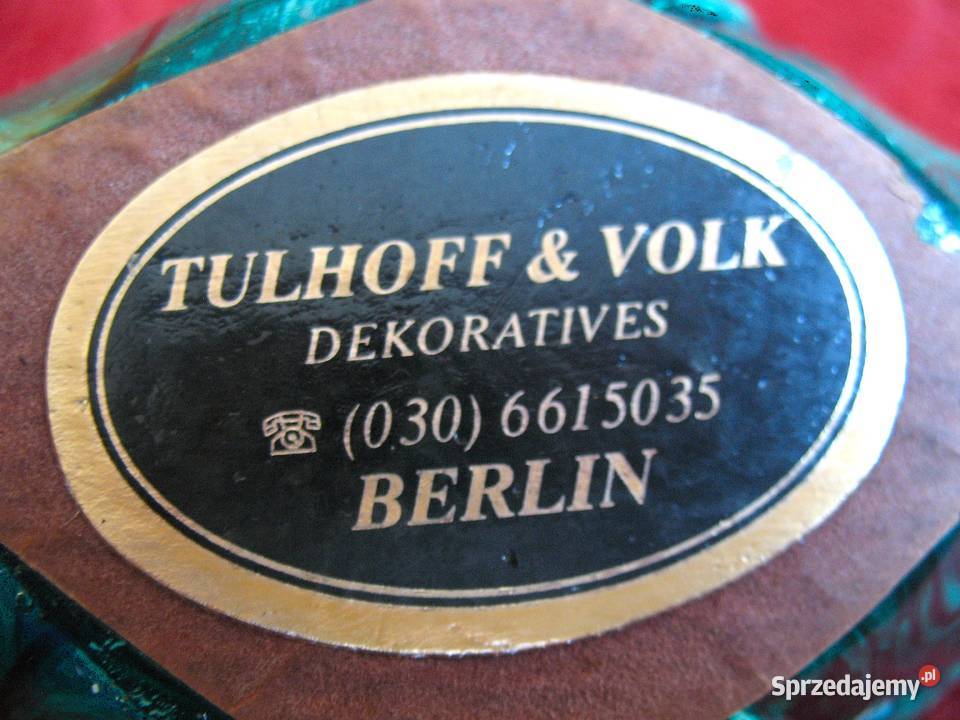 TULHOFF & VOLK
DEKORATIVES
☎ (030) 6615035
BERLIN
Sprzedajemy.pl